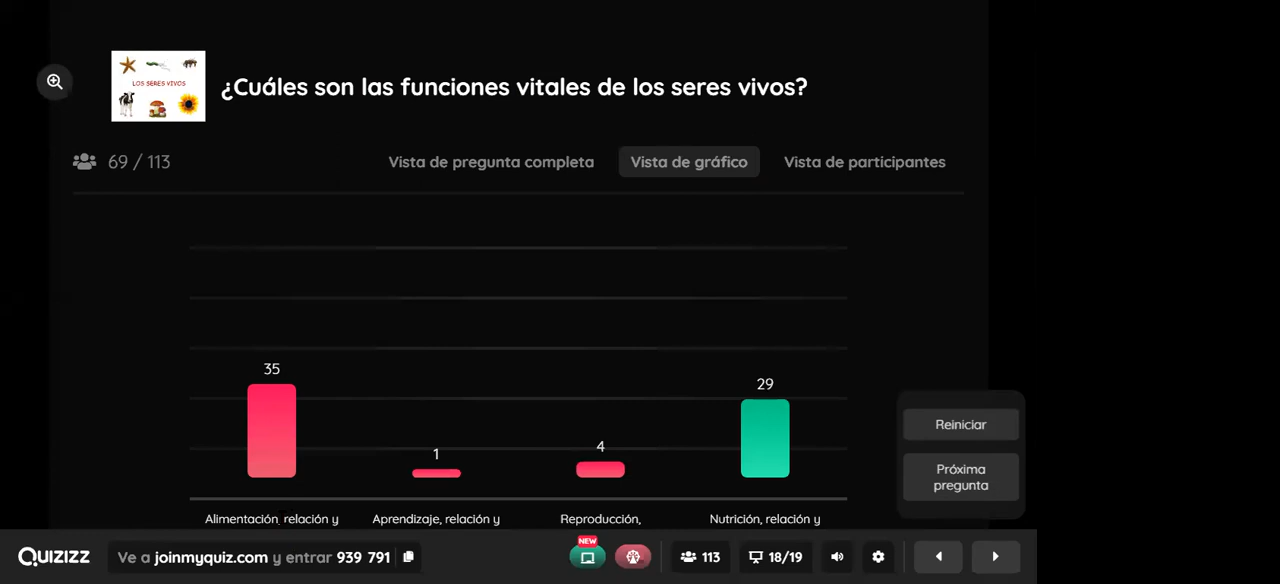 LOS SERES VIVOS
¿Cuáles son las funciones vitales de los seres vivos?
69 / 113
Vista de pregunta completa
Vista de gráfico
Vista de participantes
35
1
4
29
Alimentación, relación y
Aprendizaje, relación y
Reproducción,
Nutrición, relación y
Reiniciar
Próxima
pregunta
QUIZIZZ
Ve a joinmyquiz.com y entrar 939 791
NEW
113
18/19